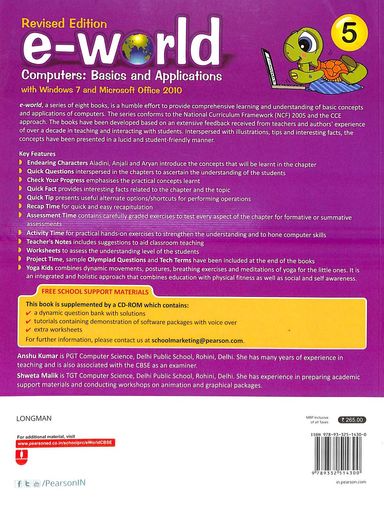 Revised Edition
e-world
5
Computers: Basics and Applications
with Windows 7 and Microsoft Office 2010
e-world, a series of eight books, is a humble effort to provide comprehensive learning and understanding of basic concepts
and applications of computers. The series conforms to the National Curriculum Framework (NCF) 2005 and the CCE
approach. The books have been developed based on an extensive feedback received from teachers and authors' experience
of over a decade in teaching and interacting with students. Interspersed with illustrations, tips and interesting facts, the
concepts have been presented in a lucid and student-friendly manner.
Key Features
Endearing Characters Aladini, Anjali and Aryan introduce the concepts that will be learnt in the chapter
Quick Questions interspersed in the chapters to ascertain the understanding of the students
Check Your Progress emphasises the practical concepts learnt
Quick Fact provides interesting facts related to the chapter and the topic
Quick Tip presents useful alternate options/shortcuts for performing operations
Recap Time for quick and easy recapitulation
Assessment Time contains carefully graded exercises to test every aspect of the chapter for formative or summative
assessments
Activity Time for practical hands-on exercises to strengthen the understanding and to hone computer skills
Teacher's Notes includes suggestions to aid classroom teaching
Worksheets to assess the understanding level of the students
Project Time, sample Olympiad Questions and Tech Terms have been included at the end of the books
Yoga Kids combines dynamic movements, postures, breathing exercises and meditations of yoga for the little ones. It is
an integrated and holistic approach that combines education with physical fitness as well as social and self awareness.
FREE SCHOOL SUPPORT MATERIALS
This book is supplemented by a CD-ROM which contains:
a dynamic question bank with solutions
tutorials containing demonstration of software packages with voice over
extra worksheets
For further information, please contact us at schoolmarketing@pearson.com
Anshu Kumar is PGT Computer Science, Delhi Public School, Rohini, Delhi. She has many years of experience in
teaching and is also associated with the CBSE as an examiner.
Shweta Malik is TGT Computer Science, Delhi Public School, Rohini, Delhi. She has experience in preparing academic
support materials and conducting workshops on animation and graphical packages.
LONGMAN
MRP Inclusive
of all Taxes
₹ 265.00
ISBN 978-93-325-1430-0
For additional material, visit
www.pearsoned.co.in/schoolprc/eWorldCBSE
9 789332 514300
/PearsonIN
in.pearson.com